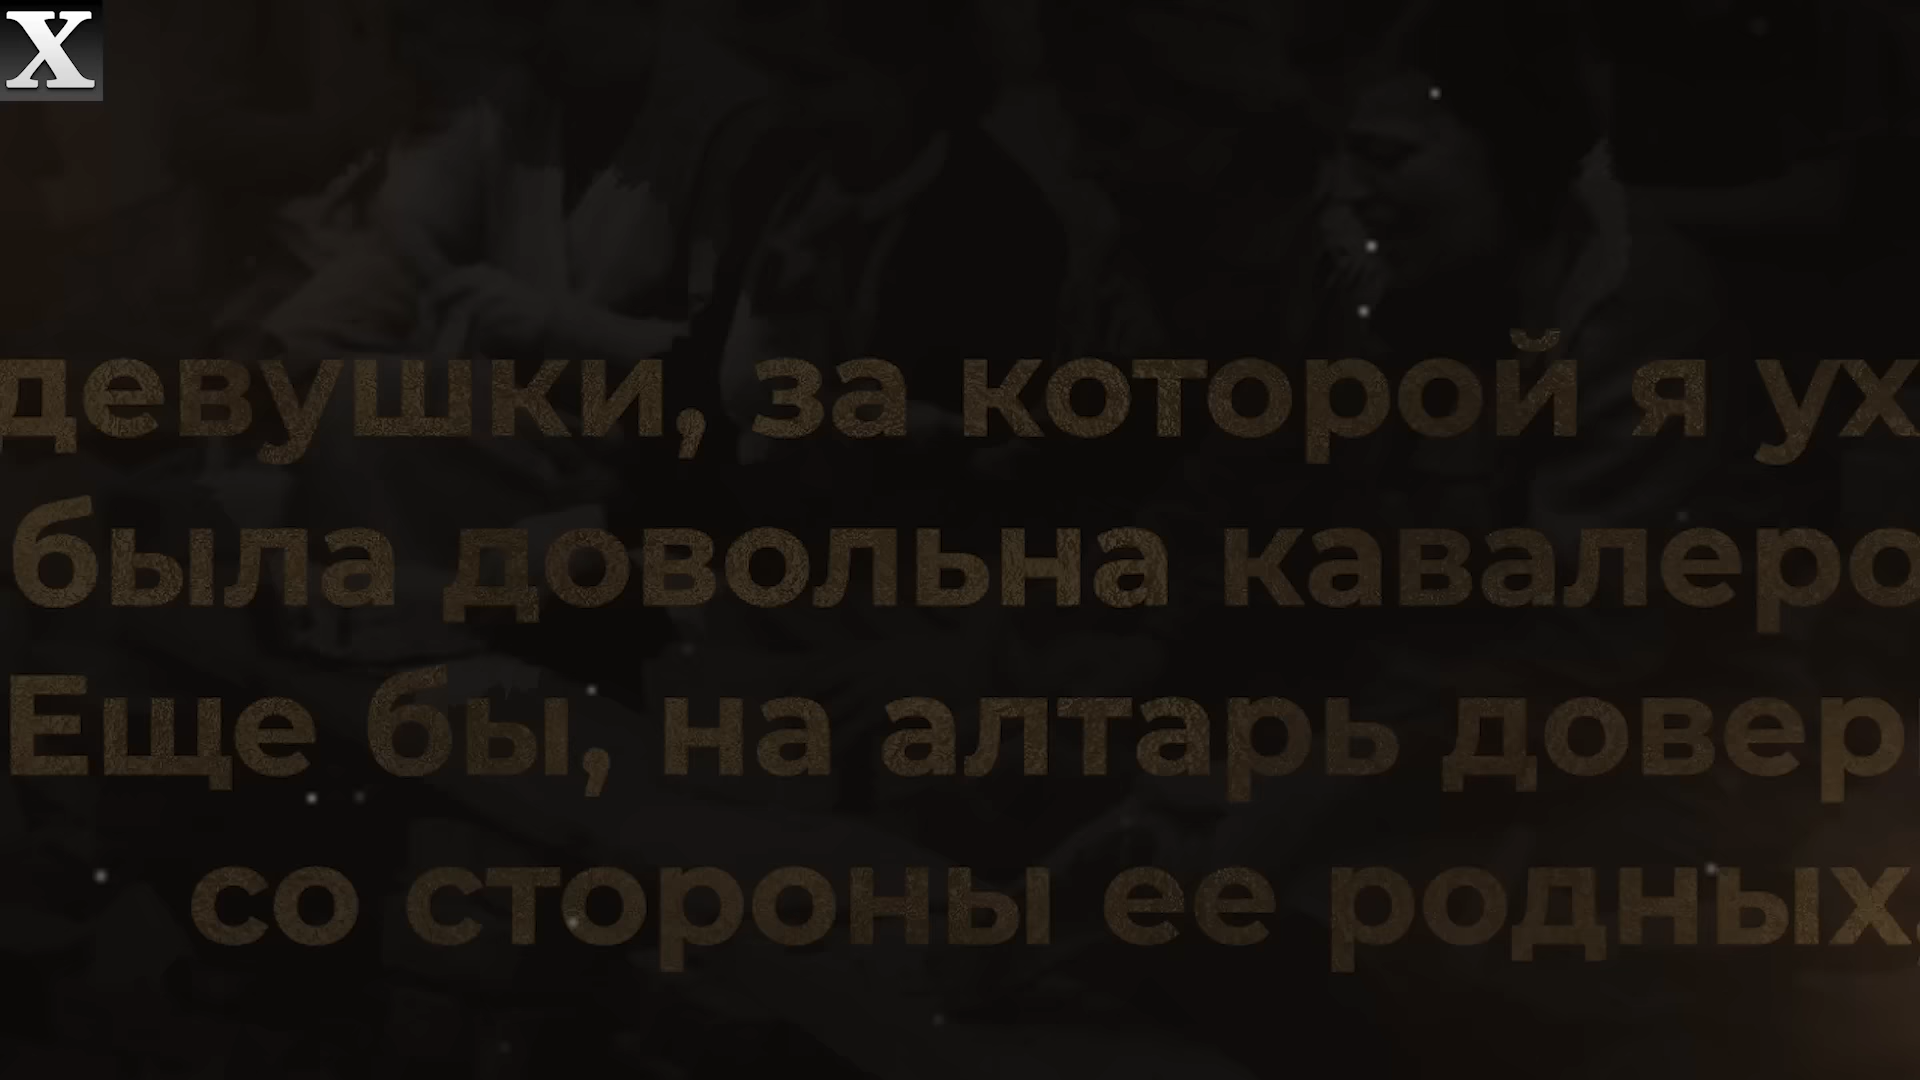 X
девушки, за которой я ух
была довольна кавалеро
Еще бы, на алтарь довер
со стороны ее родных.